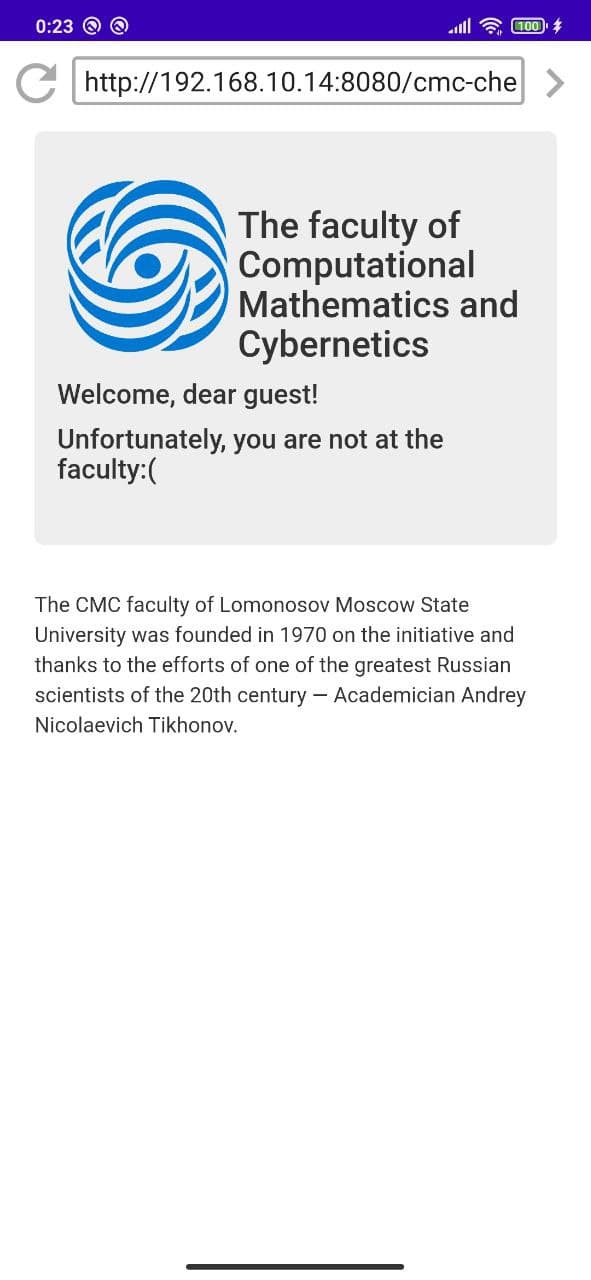 0:23
100
http://192.168.10.14:8080/cmc-che
The faculty of
Computational
Mathematics and
Cybernetics
Welcome, dear guest!
Unfortunately, you are not at the
faculty:(
The CMC faculty of Lomonosov Moscow State
University was founded in 1970 on the initiative and
thanks to the efforts of one of the greatest Russian
scientists of the 20th century — Academician Andrey
Nicolaevich Tikhonov.